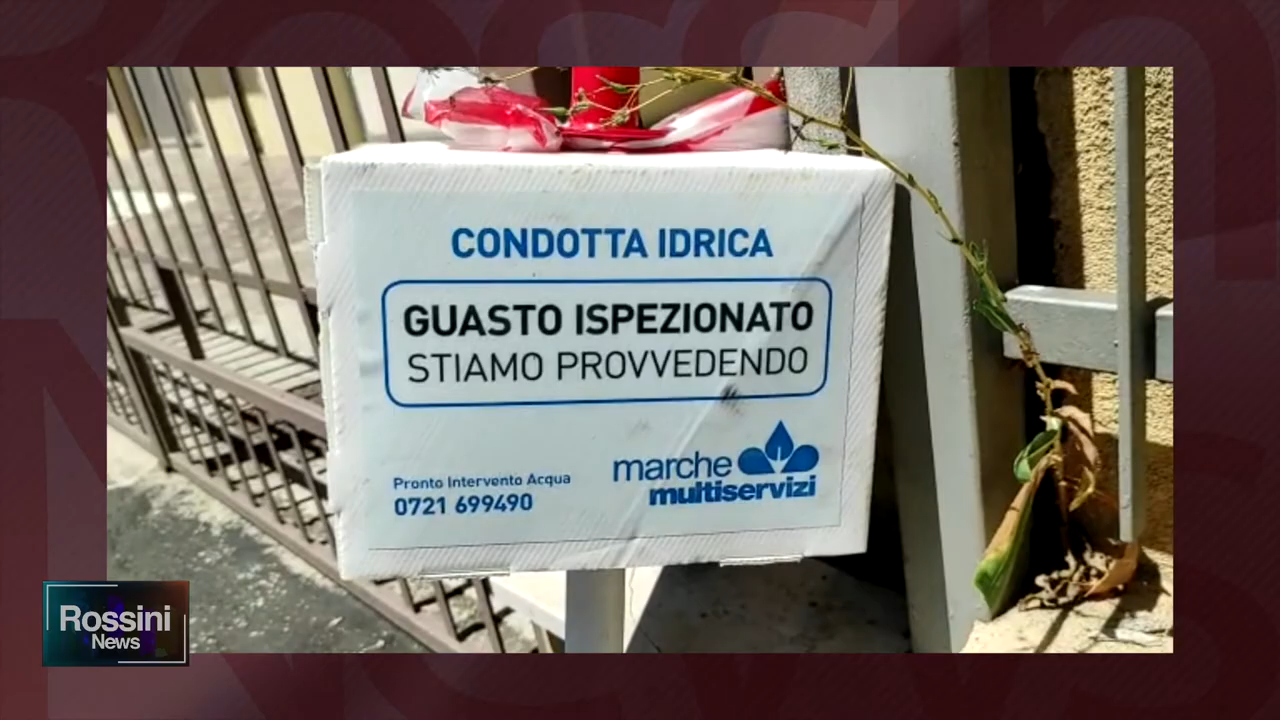 CONDOTTA IDRICA
GUASTO ISPEZIONATO
STIAMO PROVVEDENDO
Pronto Intervento Acqua
0721 699490
marche
multiservizi
Rossini
News